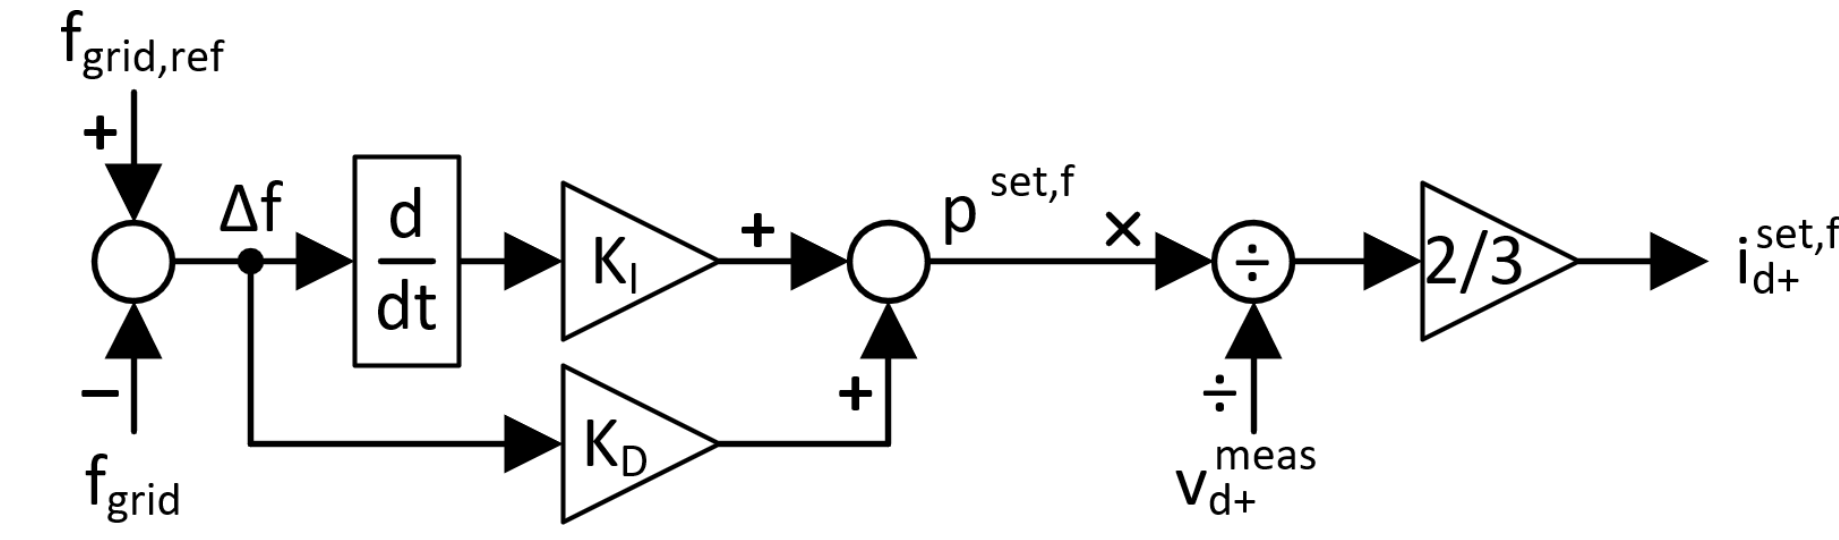 f_grid,ref
+
Δf
d
dt
K_I
+
p^set,f
×
÷
2/3
i_d+^set,f
−
f_grid
K_D
+
÷
v_d+^meas